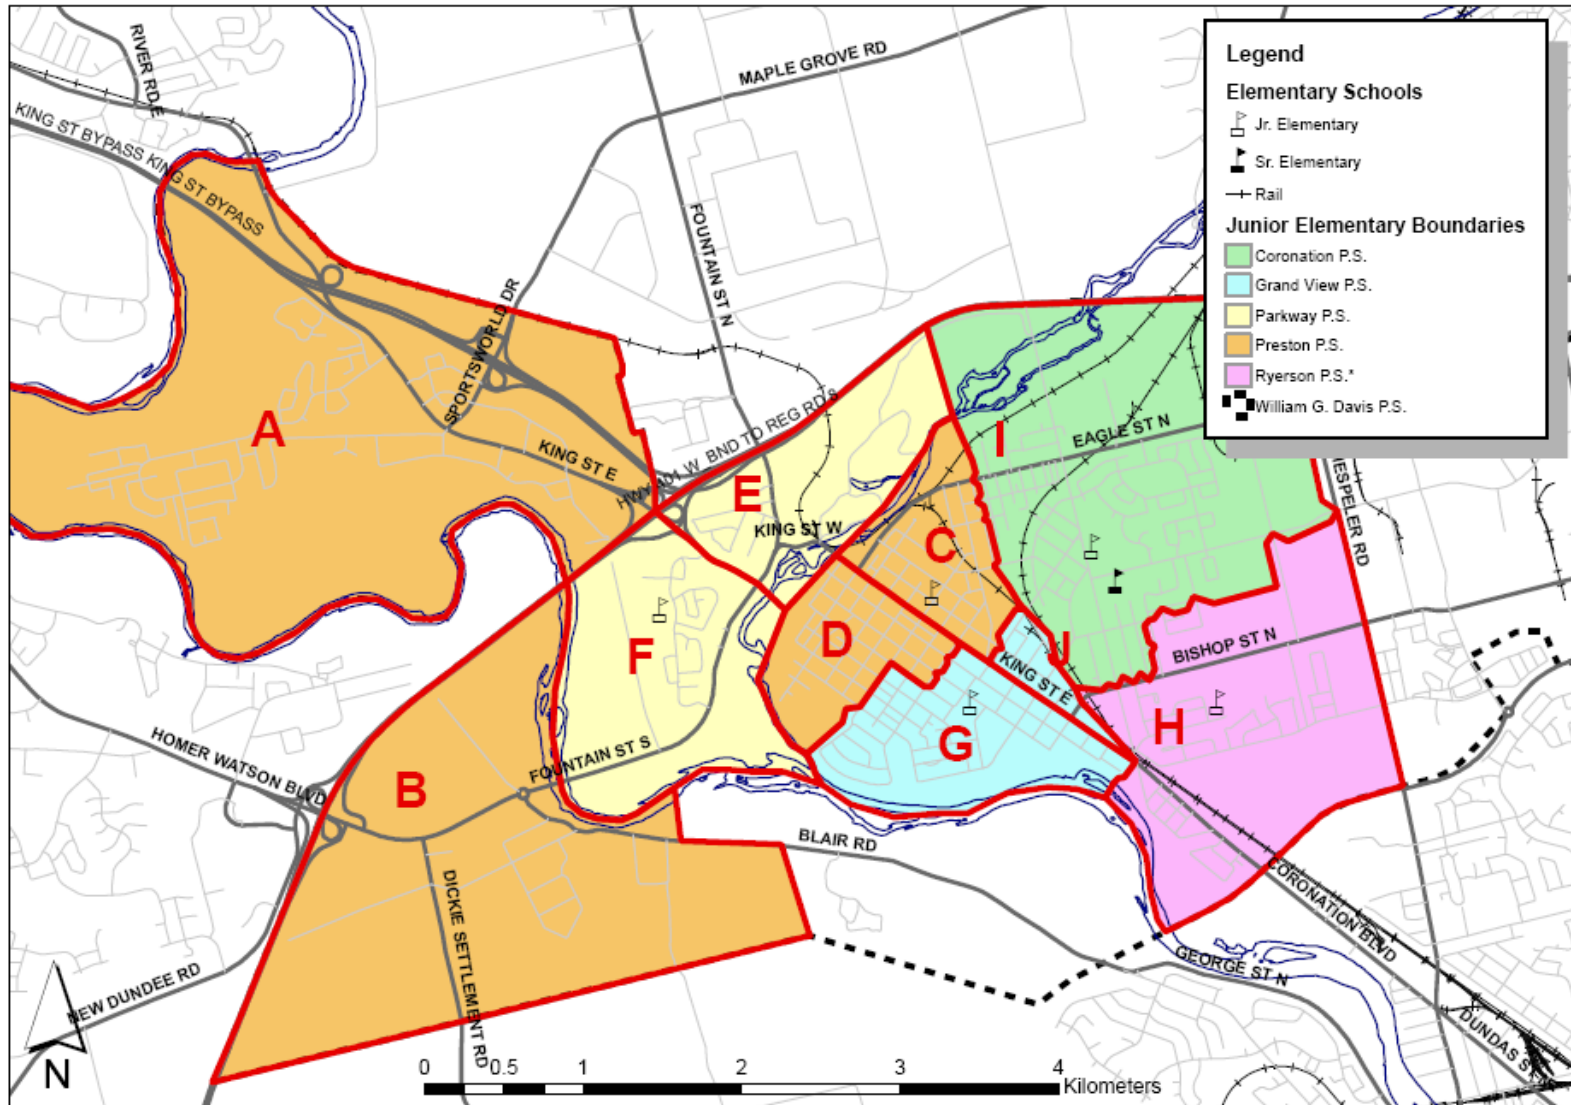 Legend
Elementary Schools
Jr. Elementary
Sr. Elementary
Rail
Junior Elementary Boundaries
Coronation P.S.
Grand View P.S.
Parkway P.S.
Preston P.S.
Ryerson P.S.*
William G. Davis P.S.
RIVER RD E
MAPLE GROVE RD
KING ST BYPASS
KING ST BYPASS
FOUNTAIN ST N
SPORTSWORLD DR
A
KING ST E
HWY 401 W BND TO REG RD 8
I
EAGLE ST N
HESPELER RD
E
KING ST W
C
F
D
J
BISHOP ST N
KING ST E
H
G
HOMER WATSON BLVD
FOUNTAIN ST S
B
BLAIR RD
DICKIE SETTLEMENT RD
CORONATION BLVD
GEORGE ST N
NEW DUNDEE RD
DUNDAS ST
N
0 0.5 1 2 3 4
Kilometers